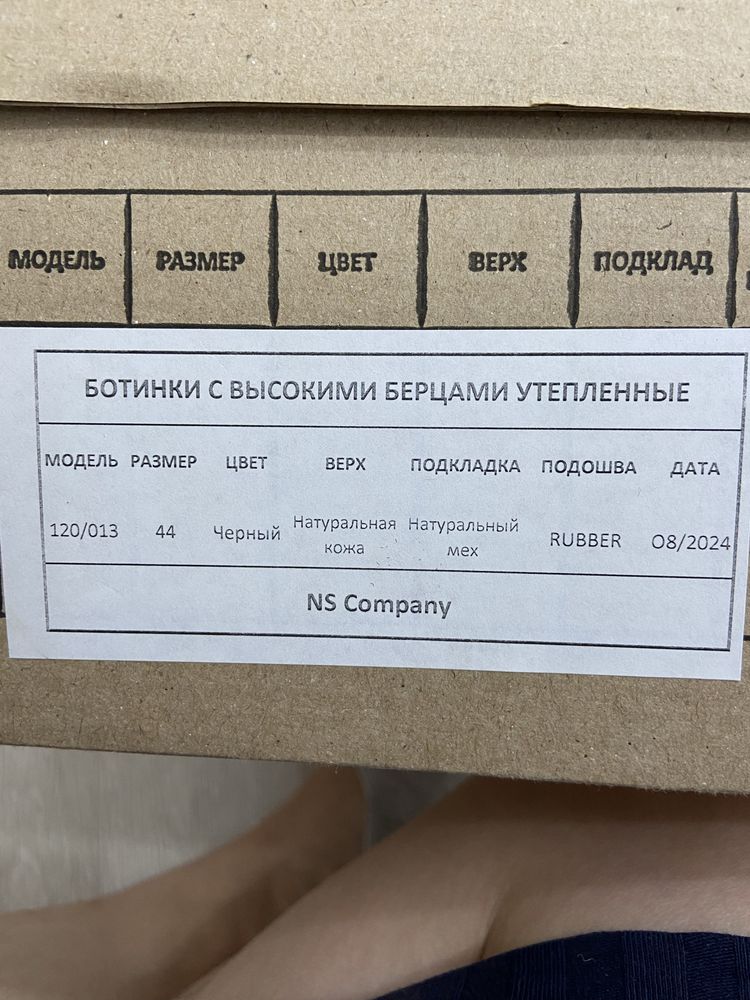 МОДЕЛЬ РАЗМЕР ЦВЕТ ВЕРХ ПОДКЛАД
БОТИНКИ С ВЫСОКИМИ БЕРЦАМИ УТЕПЛЕННЫЕ
МОДЕЛЬ РАЗМЕР ЦВЕТ ВЕРХ ПОДКЛАДКА ПОДОШВА ДАТА
120/013 44 Черный Натуральная кожа Натуральный мех RUBBER О8/2024
NS Company